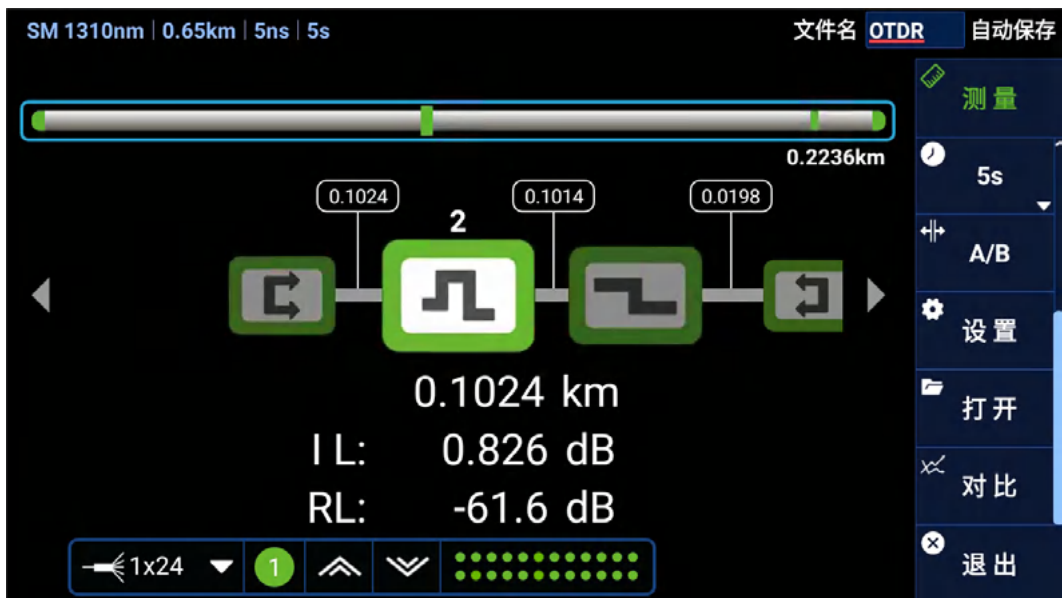 SM 1310nm | 0.65km | 5ns | 5s
文件名 OTDR 自动保存
测量
0.2236km
5s
0.1024
0.1014
0.0198
2
A/B
设置
0.1024 km
打开
I L: 0.826 dB
对比
RL: -61.6 dB
1x24
1
退出